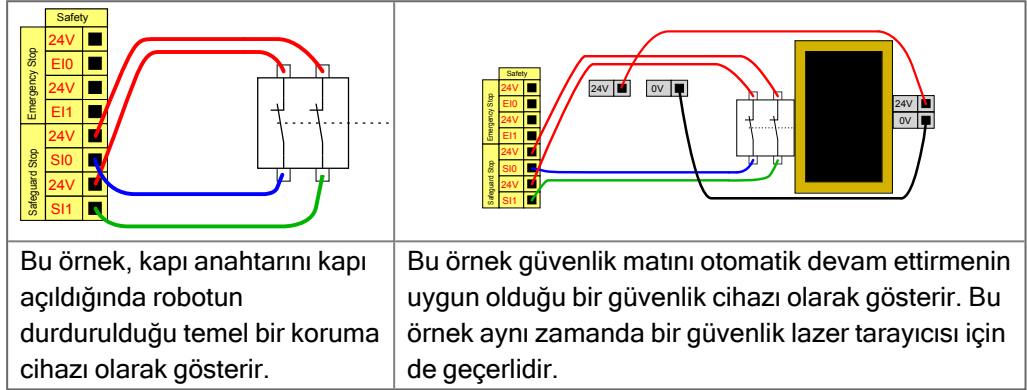 Safety
Emergency Stop
24V
EI0
24V
EI1
Safeguard Stop
24V
SI0
24V
SI1
Safety
Emergency Stop
24V
EI0
24V
EI1
Safeguard Stop
24V
SI0
24V
SI1
24V
0V
24V
0V
Bu örnek, kapı anahtarını kapı
açıldığında robotun
durdurulduğu temel bir koruma
cihazı olarak gösterir.
Bu örnek güvenlik matını otomatik devam ettirmenin
uygun olduğu bir güvenlik cihazı olarak gösterir. Bu
örnek aynı zamanda bir güvenlik lazer tarayıcısı için
de geçerlidir.